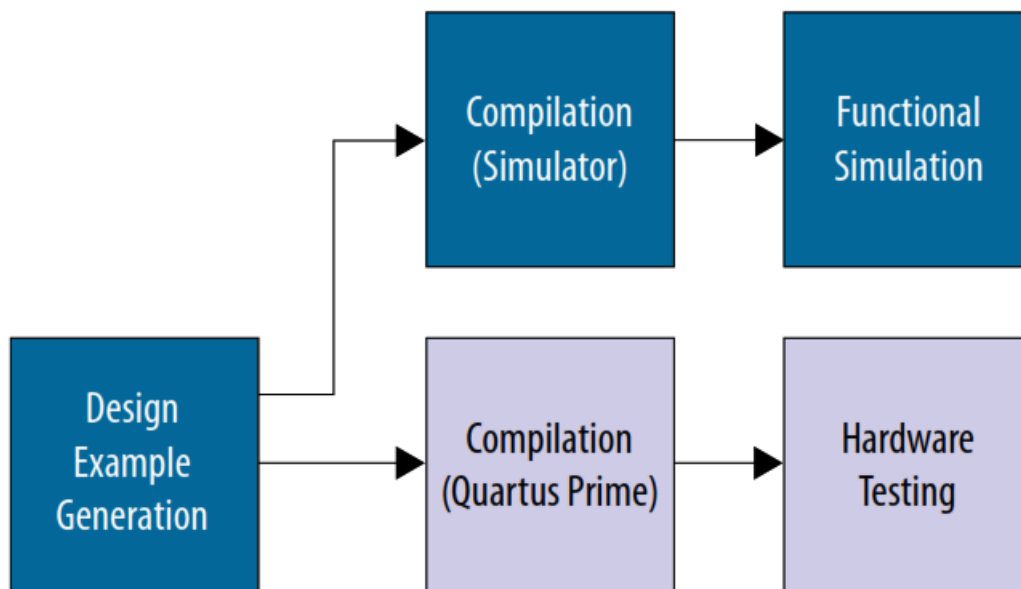 Compilation
(Simulator)
Functional
Simulation
Design
Example
Generation
Compilation
(Quartus Prime)
Hardware
Testing